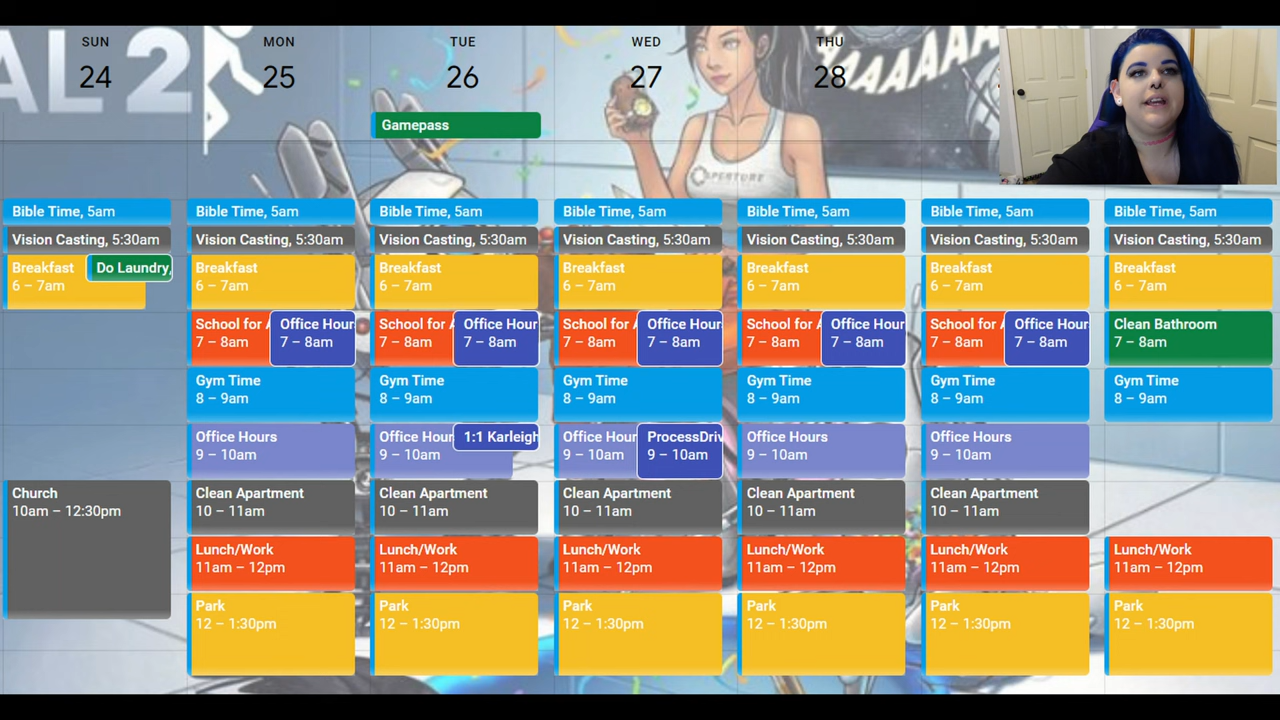 AL 2
SUN
24
MON
25
TUE
26
WED
27
THU
28
AAAAAA
Gamepass
APERTURE
Bible Time, 5am
Vision Casting, 5:30am
Breakfast
6 – 7am
Do Laundry,
Church
10am – 12:30pm
Bible Time, 5am
Vision Casting, 5:30am
Breakfast
6 – 7am
School for A
7 – 8am
Office Hour
7 – 8am
Gym Time
8 – 9am
Office Hours
9 – 10am
Clean Apartment
10 – 11am
Lunch/Work
11am – 12pm
Park
12 – 1:30pm
Bible Time, 5am
Vision Casting, 5:30am
Breakfast
6 – 7am
School for A
7 – 8am
Office Hour
7 – 8am
Gym Time
8 – 9am
Office Hour
9 – 10am
1:1 Karleigh
Clean Apartment
10 – 11am
Lunch/Work
11am – 12pm
Park
12 – 1:30pm
Bible Time, 5am
Vision Casting, 5:30am
Breakfast
6 – 7am
School for A
7 – 8am
Office Hour
7 – 8am
Gym Time
8 – 9am
Office Hour
9 – 10am
ProcessDriv
9 – 10am
Clean Apartment
10 – 11am
Lunch/Work
11am – 12pm
Park
12 – 1:30pm
Bible Time, 5am
Vision Casting, 5:30am
Breakfast
6 – 7am
School for A
7 – 8am
Office Hour
7 – 8am
Gym Time
8 – 9am
Office Hours
9 – 10am
Clean Apartment
10 – 11am
Lunch/Work
11am – 12pm
Park
12 – 1:30pm
Bible Time, 5am
Vision Casting, 5:30am
Breakfast
6 – 7am
School for A
7 – 8am
Office Hour
7 – 8am
Gym Time
8 – 9am
Office Hours
9 – 10am
Clean Apartment
10 – 11am
Lunch/Work
11am – 12pm
Park
12 – 1:30pm
Bible Time, 5am
Vision Casting, 5:30am
Breakfast
6 – 7am
Clean Bathroom
7 – 8am
Gym Time
8 – 9am
Lunch/Work
11am – 12pm
Park
12 – 1:30pm